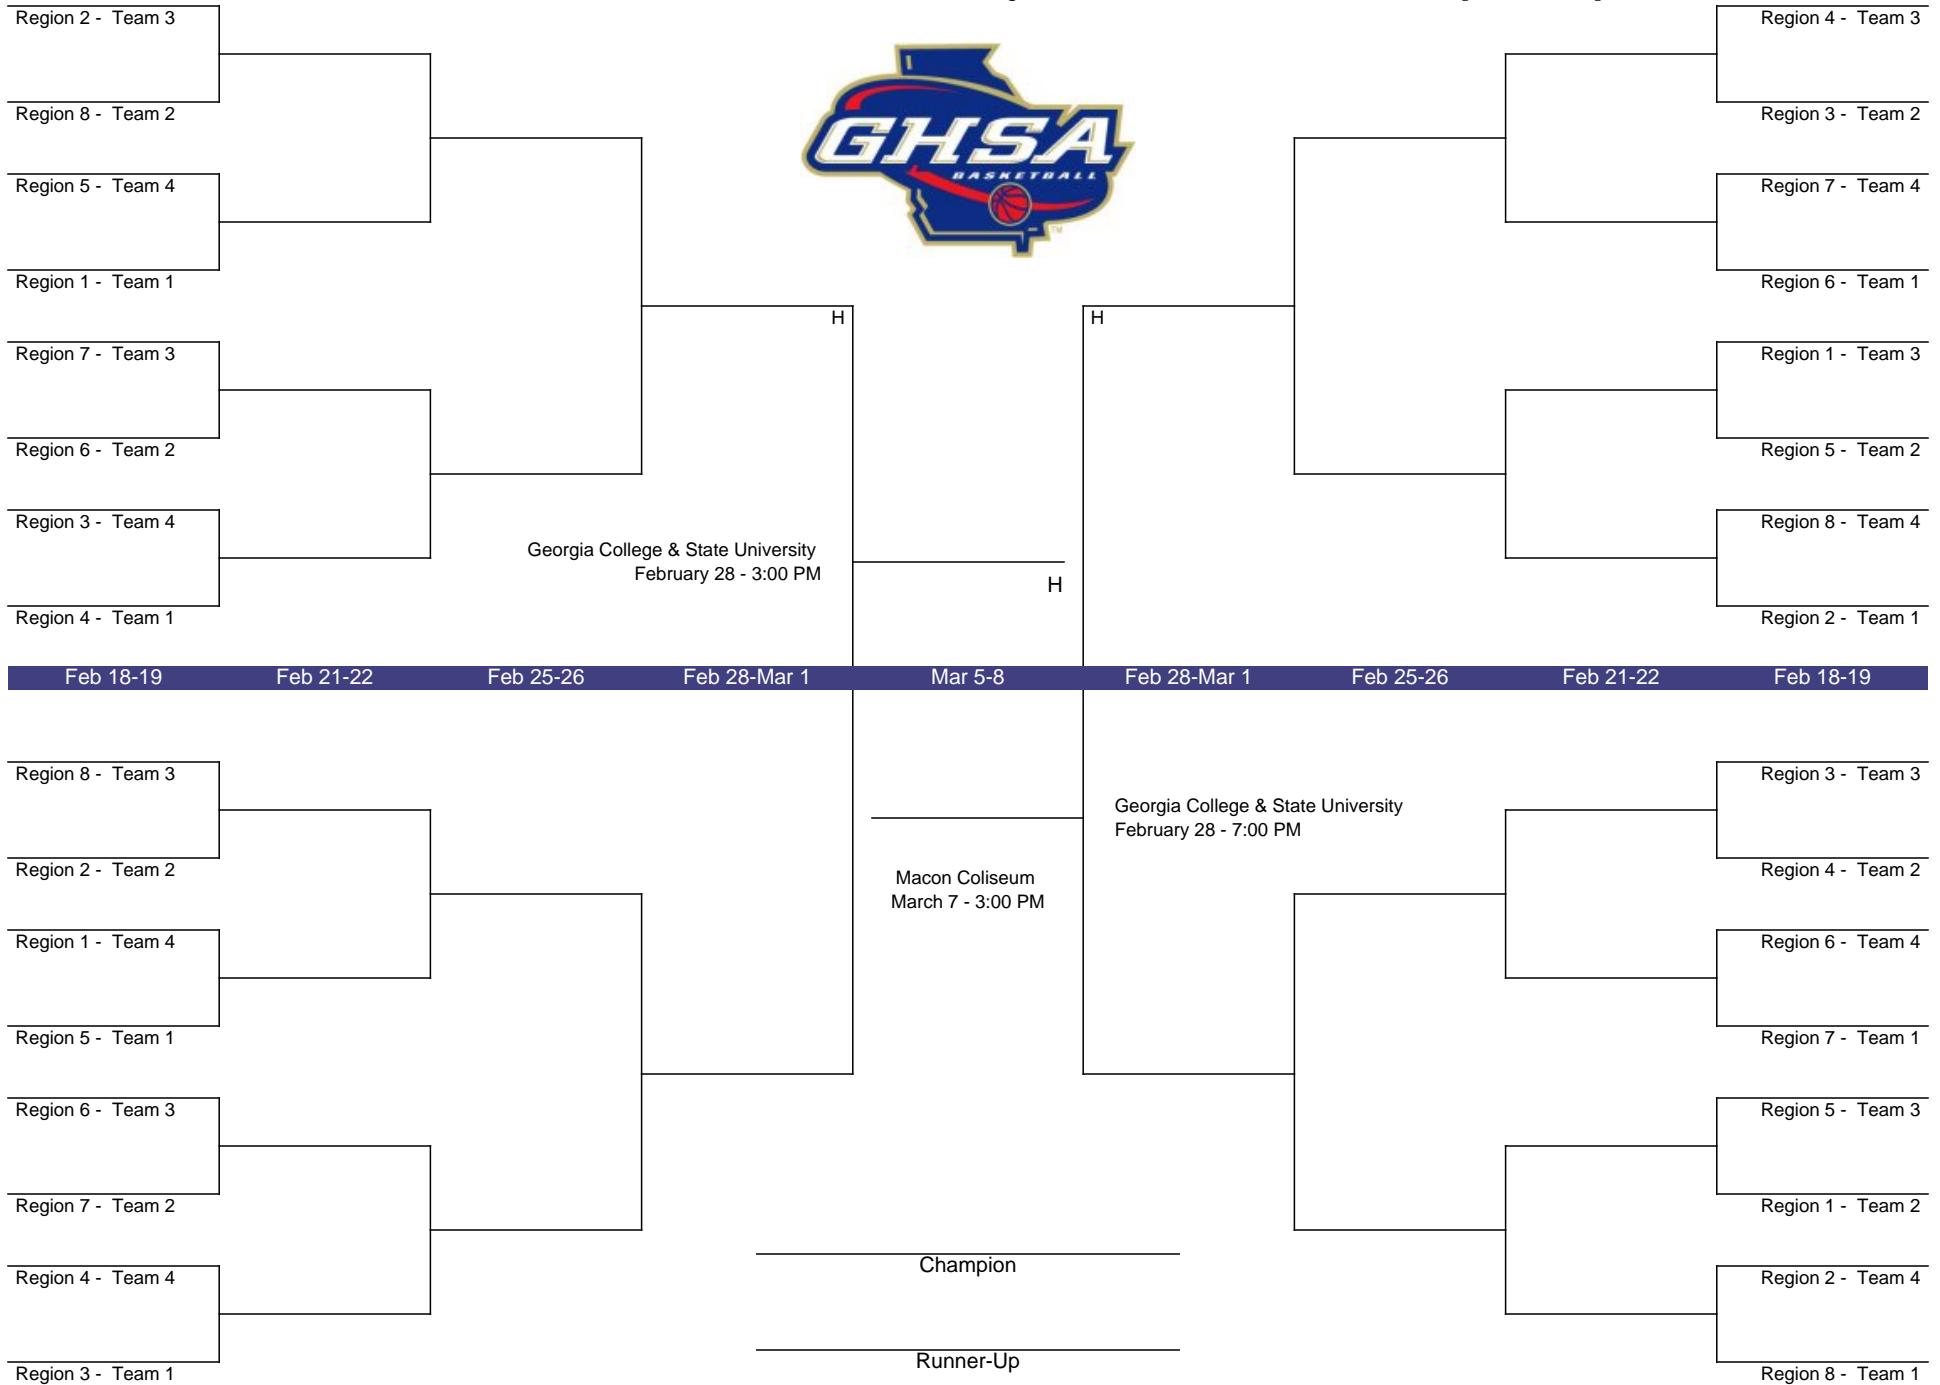 Region 2 - Team 3
Region 8 - Team 2
Region 5 - Team 4
Region 1 - Team 1
Region 7 - Team 3
Region 6 - Team 2
Region 3 - Team 4
Region 4 - Team 1
GHSA
BASKETBALL
TM
H
H
Georgia College & State University
February 28 - 3:00 PM
H
Region 4 - Team 3
Region 3 - Team 2
Region 7 - Team 4
Region 6 - Team 1
Region 1 - Team 3
Region 5 - Team 2
Region 8 - Team 4
Region 2 - Team 1
Feb 18-19 Feb 21-22 Feb 25-26 Feb 28-Mar 1 Mar 5-8 Feb 28-Mar 1 Feb 25-26 Feb 21-22 Feb 18-19
Region 8 - Team 3
Region 2 - Team 2
Region 1 - Team 4
Region 5 - Team 1
Region 6 - Team 3
Region 7 - Team 2
Region 4 - Team 4
Region 3 - Team 1
Macon Coliseum
March 7 - 3:00 PM
Georgia College & State University
February 28 - 7:00 PM
Champion
Runner-Up
Region 3 - Team 3
Region 4 - Team 2
Region 6 - Team 4
Region 7 - Team 1
Region 5 - Team 3
Region 1 - Team 2
Region 2 - Team 4
Region 8 - Team 1